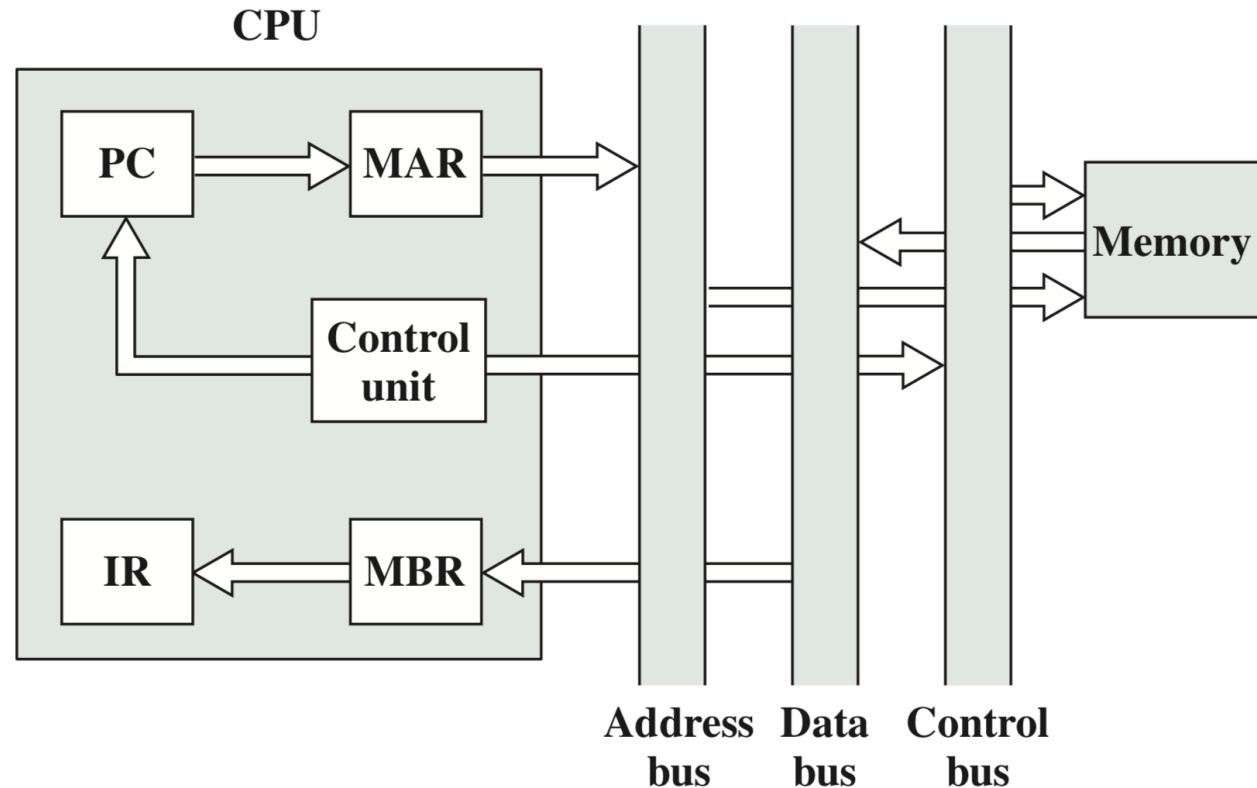 CPU
PC
MAR
Memory
Control
unit
IR
MBR
Address
bus
Data
bus
Control
bus